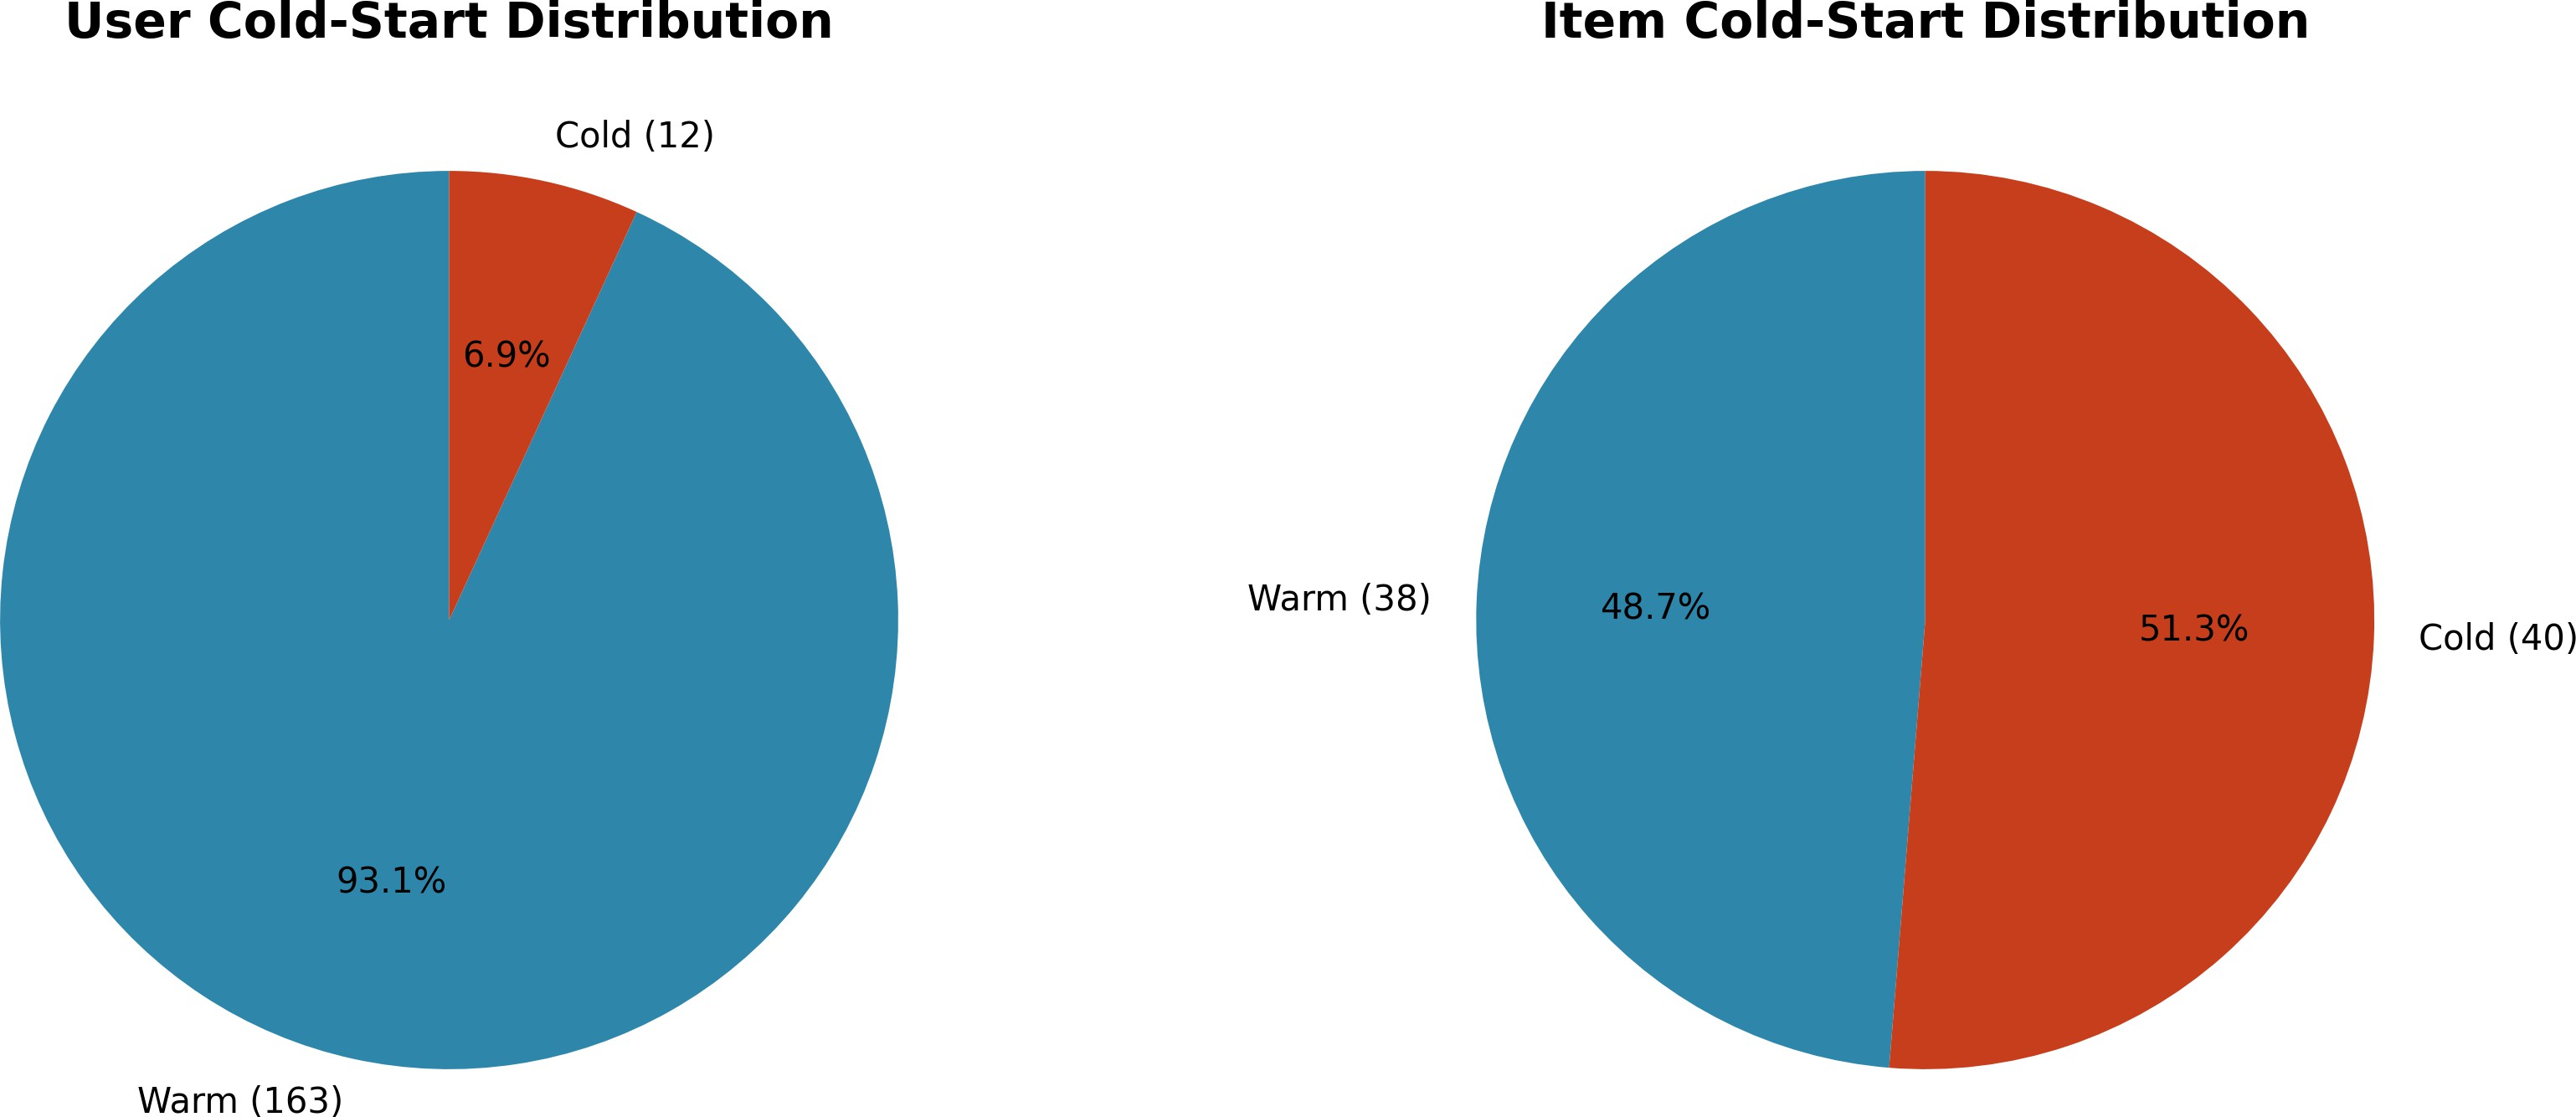 User Cold-Start Distribution
Cold (12)
6.9%
93.1%
Warm (163)
Item Cold-Start Distribution
Warm (38)
48.7%
51.3%
Cold (40)